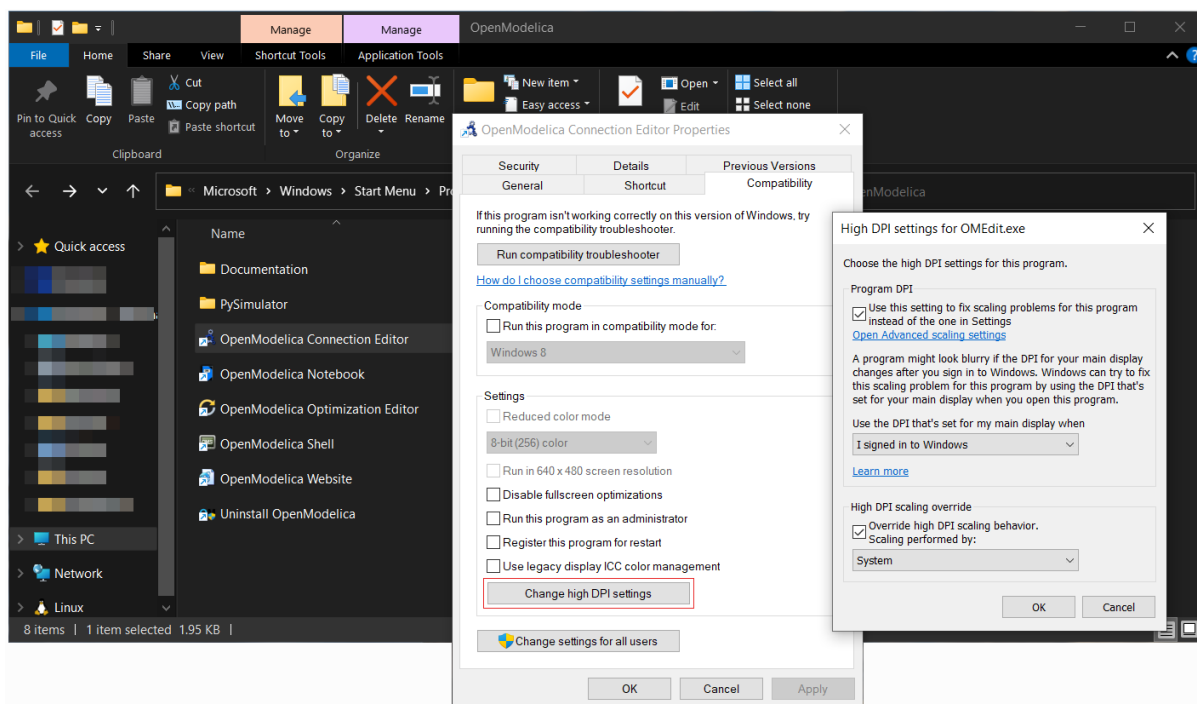 Manage
Manage
OpenModelica
File
Home
Share
View
Shortcut Tools
Application Tools
Pin to Quick
access
Copy
Paste
Cut
Copy path
Paste shortcut
Move
to
Copy
to
Delete
Rename
New item
Easy access
Open
Edit
Select all
Select none
Clipboard
Organize
« Microsoft > Windows > Start Menu >
Quick access
This PC
Network
Linux
Name
Documentation
PySimulator
OpenModelica Connection Editor
OpenModelica Notebook
OpenModelica Optimization Editor
OpenModelica Shell
OpenModelica Website
Uninstall OpenModelica
8 items | 1 item selected 1.95 KB |
OpenModelica Connection Editor Properties
Security
Details
Previous Versions
General
Shortcut
Compatibility
If this program isn't working correctly on this version of Windows, try
running the compatibility troubleshooter.
Run compatibility troubleshooter
How do I choose compatibility settings manually?
Compatibility mode
Run this program in compatibility mode for:
Windows 8
Settings
Reduced color mode
8-bit (256) color
Run in 640 x 480 screen resolution
Disable fullscreen optimizations
Run this program as an administrator
Register this program for restart
Use legacy display ICC color management
Change high DPI settings
Change settings for all users
OK
Cancel
Apply
High DPI settings for OMEdit.exe
Choose the high DPI settings for this program.
Program DPI
Use this setting to fix scaling problems for this program
instead of the one in Settings
Open Advanced scaling settings
A program might look blurry if the DPI for your main display
changes after you sign in to Windows. Windows can try to fix
this scaling problem for this program by using the DPI that's
set for your main display when you open this program.
Use the DPI that's set for my main display when
I signed in to Windows
Learn more
High DPI scaling override
Override high DPI scaling behavior.
Scaling performed by:
System
OK
Cancel